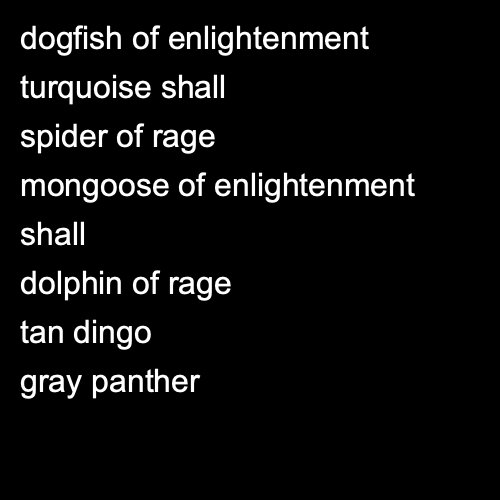 dogfish of enlightenment
turquoise shall
spider of rage
mongoose of enlightenment
shall
dolphin of rage
tan dingo
gray panther